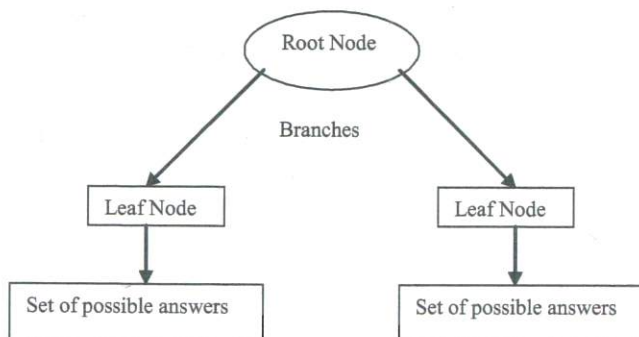 Root Node
Branches
Leaf Node
Leaf Node
Set of possible answers
Set of possible answers